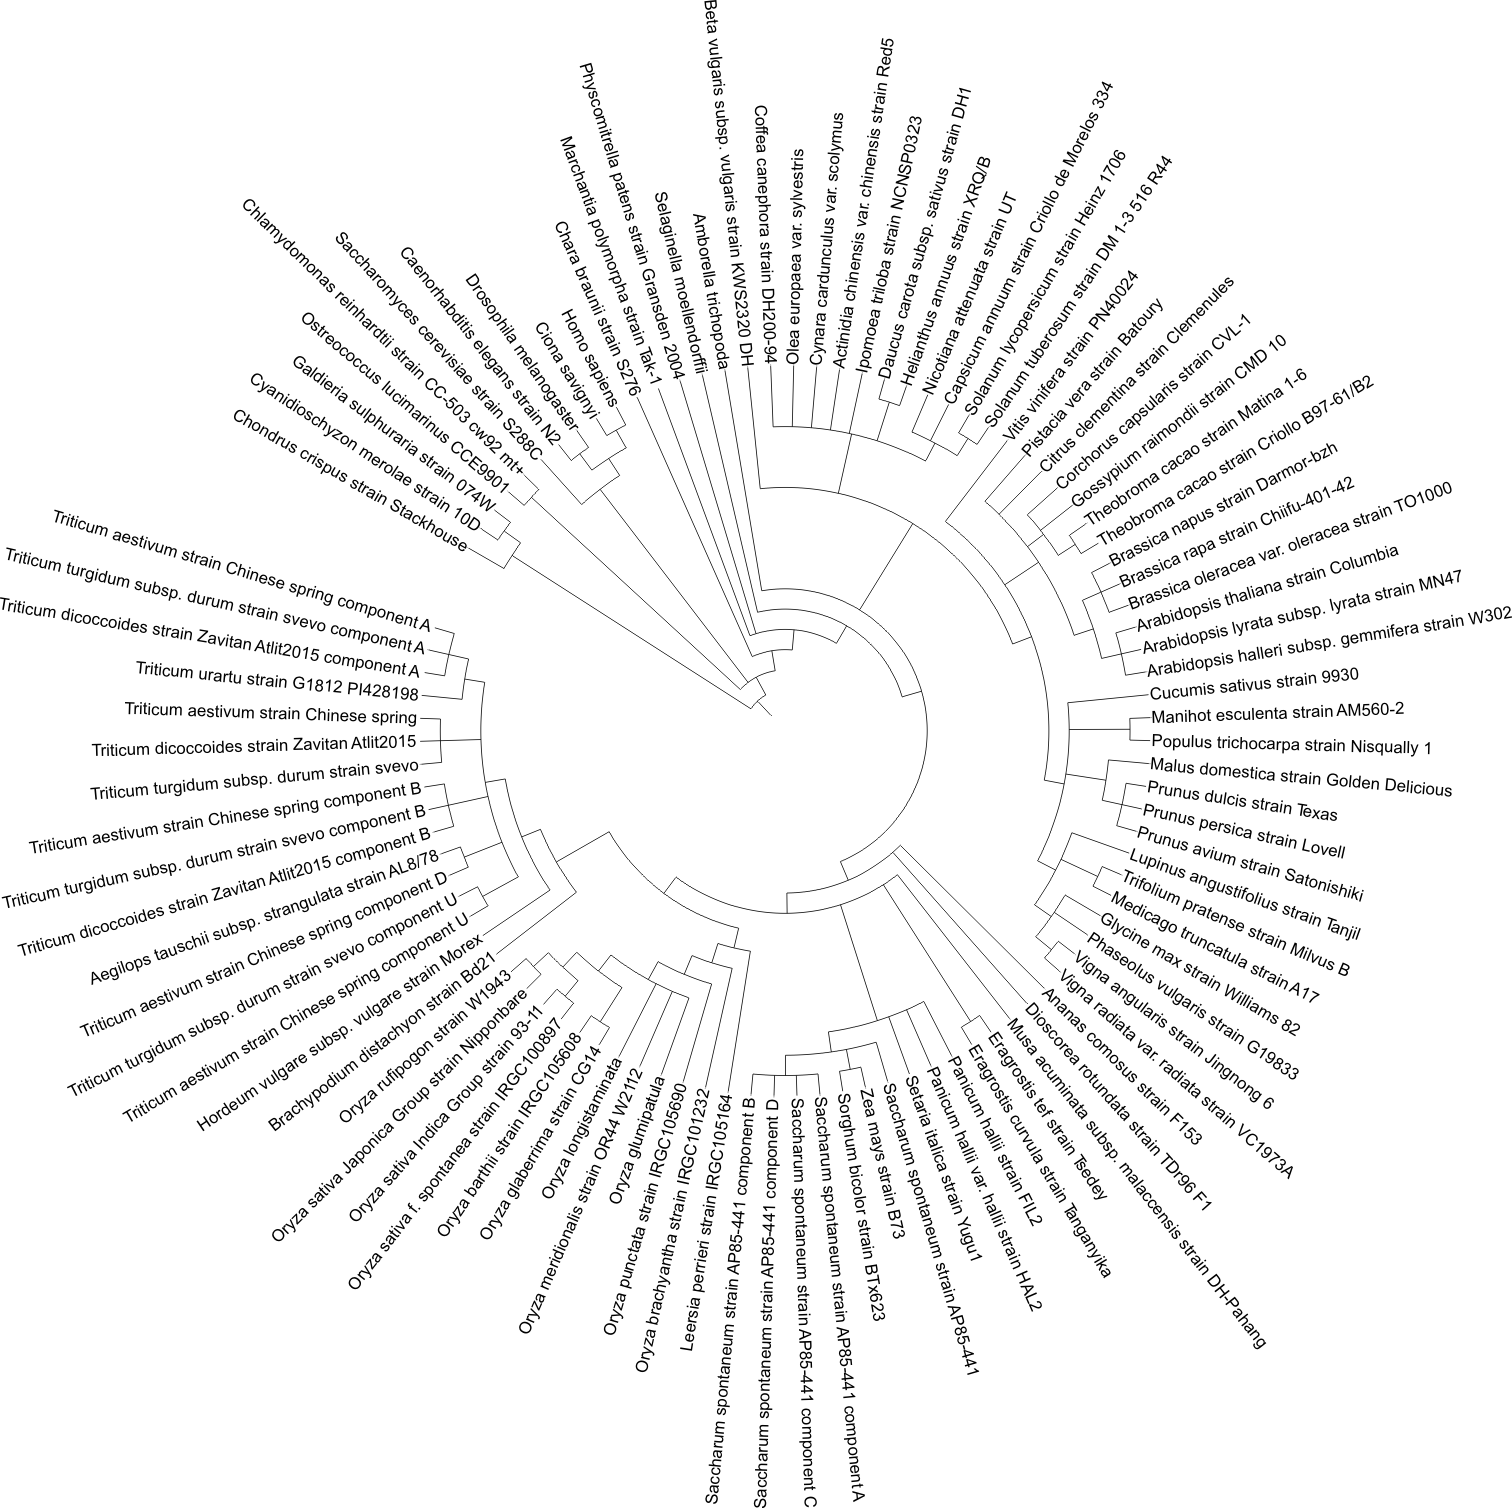 Beta vulgaris subsp. vulgaris strain KWS2320 DH
Coffea canephora strain DH200-94
Olea europaea var. sylvestris
Cynara cardunculus var. scolymus
Actinidia chinensis var. chinensis strain Red5
Ipomoea triloba strain NCNSP0323
Daucus carota subsp. sativus strain DH1
Helianthus annuus strain XRQ/B
Nicotiana attenuata strain UT
Capsicum annuum strain Criollo de Morelos 334
Solanum lycopersicum strain Heinz 1706
Solanum tuberosum strain DM 1-3 516 R44
Vitis vinifera strain PN40024
Pistacia vera strain Batoury
Citrus clementina strain Clemenules
Corchorus capsularis strain CVL-1
Gossypium raimondii strain CMD 10
Theobroma cacao strain Matina 1-6
Theobroma cacao strain Criollo B97-61/B2
Brassica napus strain Darmor-bzh
Brassica rapa strain Chiifu-401-42
Brassica oleracea var. oleracea strain TO1000
Arabidopsis thaliana strain Columbia
Arabidopsis lyrata subsp. lyrata strain MN47
Arabidopsis halleri subsp. gemmifera strain W302
Cucumis sativus strain 9930
Manihot esculenta strain AM560-2
Populus trichocarpa strain Nisqually 1
Malus domestica strain Golden Delicious
Prunus dulcis strain Texas
Prunus persica strain Lovell
Prunus avium strain Satonishiki
Lupinus angustifolius strain Tanjil
Trifolium pratense strain Milvus B
Medicago truncatula strain A17
Glycine max strain Williams 82
Phaseolus vulgaris strain G19833
Vigna angularis strain Jingnong 6
Vigna radiata var. radiata strain VC1973A
Ananas comosus strain F153
Dioscorea rotundata strain TDr96 F1
Musa acuminata subsp. malaccensis strain DH-Pahang
Eragrostis tef strain Tsedey
Eragrostis curvula strain Tanganyika
Panicum hallii strain FIL2
Panicum hallii var. hallii strain HAL2
Setaria italica strain Yugu1
Saccharum spontaneum strain AP85-441
Zea mays strain B73
Sorghum bicolor strain BTx623
Saccharum spontaneum strain AP85-441 component A
Saccharum spontaneum strain AP85-441 component C
Saccharum spontaneum strain AP85-441 component D
Saccharum spontaneum strain AP85-441 component B
Leersia perrieri strain IRGC105164
Oryza brachyantha strain IRGC101232
Oryza punctata strain IRGC105690
Oryza glumipatula
Oryza meridionalis strain OR44 W2112
Oryza longistaminata
Oryza glaberrima strain CG14
Oryza barthii strain IRGC105608
Oryza sativa f. spontanea strain IRGC100897
Oryza sativa Indica Group strain 93-11
Oryza sativa Japonica Group strain Nipponbare
Oryza rufipogon strain W1943
Brachypodium distachyon strain Bd21
Hordeum vulgare subsp. vulgare strain Morex
Triticum aestivum strain Chinese spring component U
Triticum turgidum subsp. durum strain svevo component U
Triticum aestivum strain Chinese spring component D
Aegilops tauschii subsp. strangulata strain AL8/78
Triticum dicoccoides strain Zavitan Atlit2015 component B
Triticum turgidum subsp. durum strain svevo component B
Triticum aestivum strain Chinese spring component B
Triticum turgidum subsp. durum strain svevo
Triticum dicoccoides strain Zavitan Atlit2015
Triticum aestivum strain Chinese spring
Triticum urartu strain G1812 PI428198
Triticum dicoccoides strain Zavitan Atlit2015 component A
Triticum turgidum subsp. durum strain svevo component A
Triticum aestivum strain Chinese spring component A
Chondrus crispus strain Stackhouse
Cyanidioschyzon merolae strain 10D
Galdieria sulphuraria strain 074W
Ostreococcus lucimarinus CCE9901
Chlamydomonas reinhardtii strain CC-503 cw92 mt+
Saccharomyces cerevisiae strain S288C
Caenorhabditis elegans strain N2
Drosophila melanogaster
Ciona savignyi
Homo sapiens
Chara braunii strain S276
Marchantia polymorpha strain Tak-1
Physcomitrella patens strain Gransden 2004
Selaginella moellendorffii
Amborella trichopoda